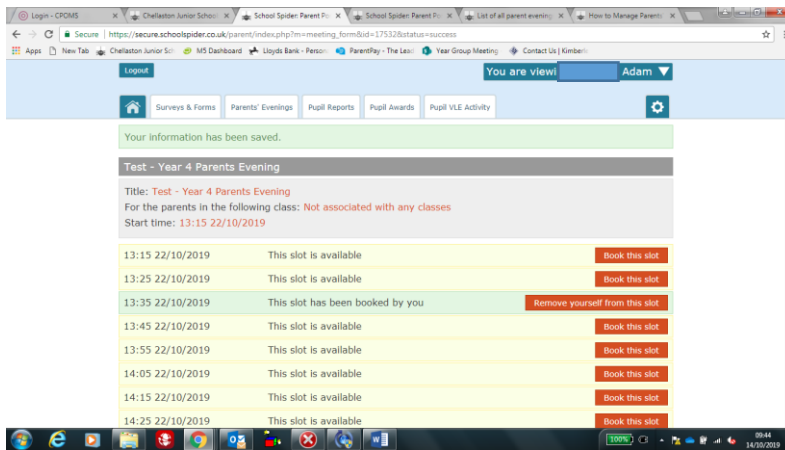 Login - CPOMS
Chellaston Junior School
School Spider: Parent Po
School Spider: Parent Po
List of all parent evening
How to Manage Parents
Secure https://secure.schoolspider.co.uk/parent/index.php?m=meeting_form&id=17532&status=success
Apps New Tab Chellaston Junior Sch M5 Dashboard Lloyds Bank - Person ParentPay - The Lead Year Group Meeting Contact Us | Kimberl
Logout You are viewi Adam ▼
Surveys & Forms Parents' Evenings Pupil Reports Pupil Awards Pupil VLE Activity
Your information has been saved.
Test - Year 4 Parents Evening
Title: Test - Year 4 Parents Evening
For the parents in the following class: Not associated with any classes
Start time: 13:15 22/10/2019
13:15 22/10/2019 This slot is available Book this slot
13:25 22/10/2019 This slot is available Book this slot
13:35 22/10/2019 This slot has been booked by you Remove yourself from this slot
13:45 22/10/2019 This slot is available Book this slot
13:55 22/10/2019 This slot is available Book this slot
14:05 22/10/2019 This slot is available Book this slot
14:15 22/10/2019 This slot is available Book this slot
14:25 22/10/2019 This slot is available Book this slot
100% 09:44
14/10/2019